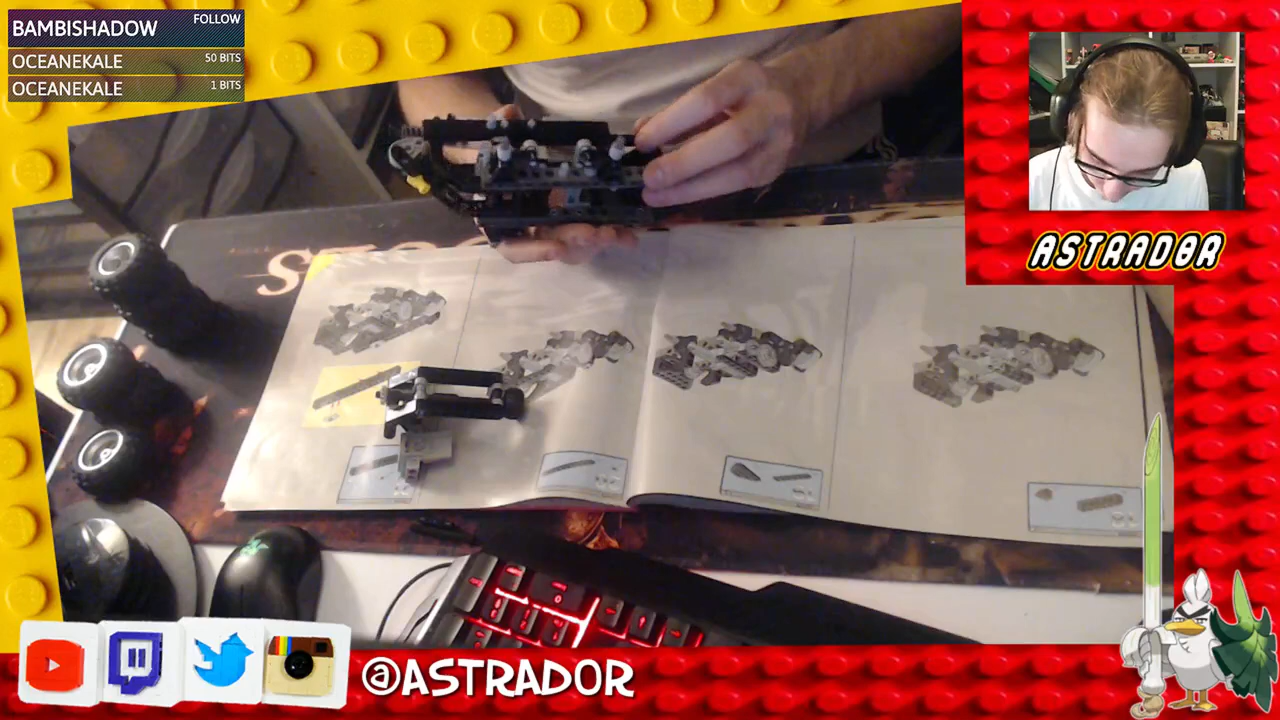 BAMBISHADOW FOLLOW
OCEANEKALE 50 BITS
OCEANEKALE 1 BITS
ASTRADOR
@ASTRADOR